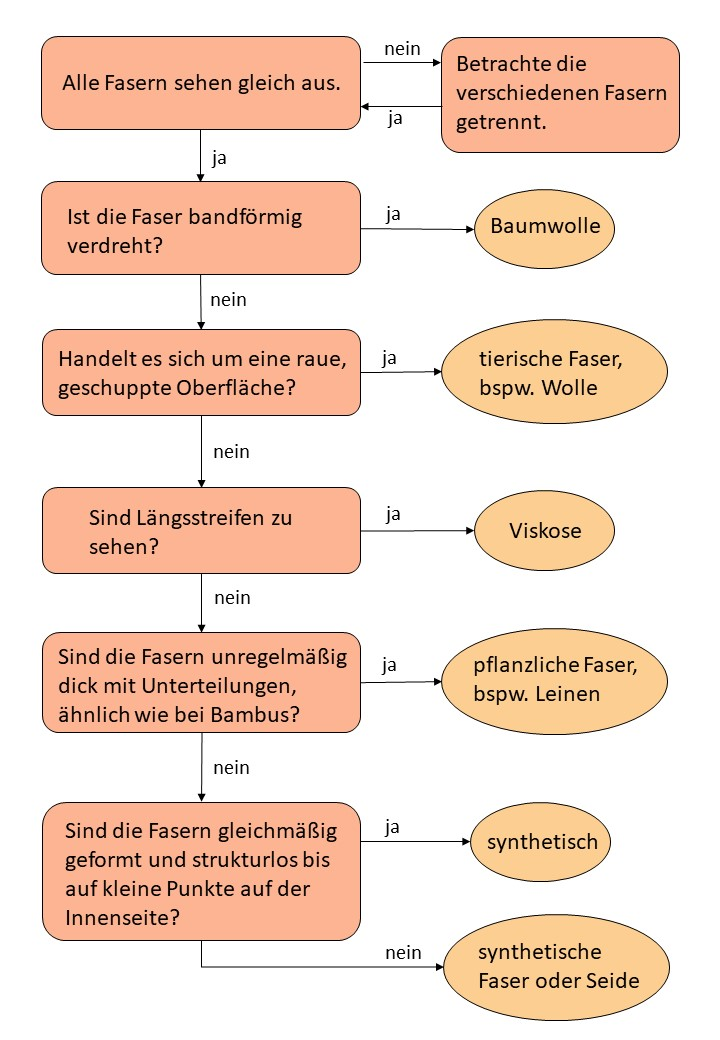 Alle Fasern sehen gleich aus.
nein
Betrachte die
verschiedenen Fasern
getrennt.
ja
ja
Ist die Faser bandförmig
verdreht?
ja
Baumwolle
nein
Handelt es sich um eine raue,
geschuppte Oberfläche?
ja
tierische Faser,
bspw. Wolle
nein
Sind Längsstreifen zu
sehen?
ja
Viskose
nein
Sind die Fasern unregelmäßig
dick mit Unterteilungen,
ähnlich wie bei Bambus?
ja
pflanzliche Faser,
bspw. Leinen
nein
Sind die Fasern gleichmäßig
geformt und strukturlos bis
auf kleine Punkte auf der
Innenseite?
ja
synthetisch
nein
synthetische
Faser oder Seide